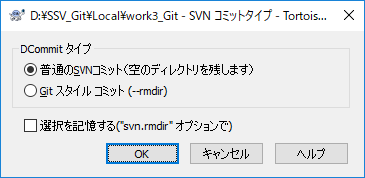 D:¥SSV_Git¥Local¥work3_Git - SVN コミットタイプ - Tortois...
DCommit タイプ
普通のSVNコミット(空のディレクトリを残します)
Git スタイル コミット (--rmdir)
選択を記憶する("svn.rmdir" オプションで)
OK キャンセル ヘルプ